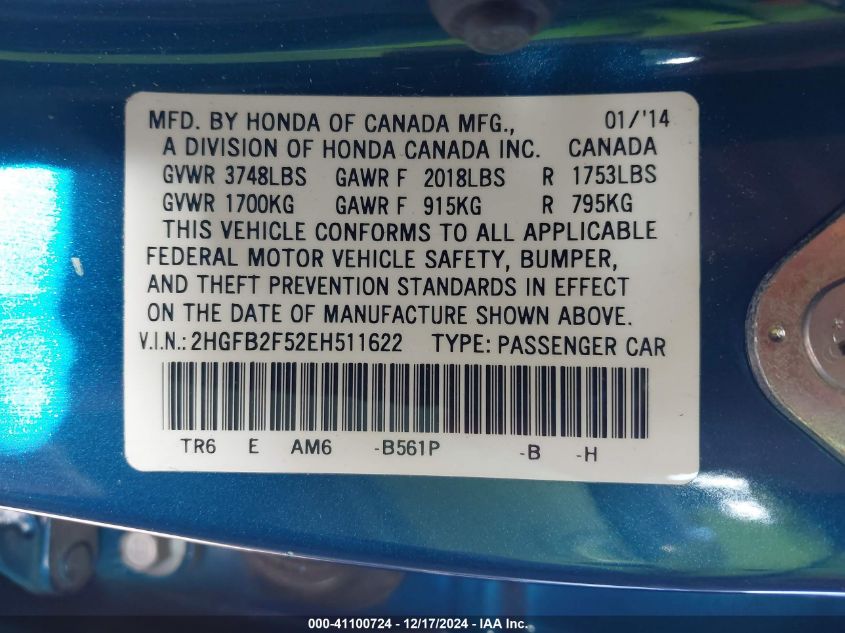 MFD. BY HONDA OF CANADA MFG., 01/'14
A DIVISION OF HONDA CANADA INC. CANADA
GVWR 3748LBS GAWR F 2018LBS R 1753LBS
GVWR 1700KG GAWR F 915KG R 795KG
THIS VEHICLE CONFORMS TO ALL APPLICABLE
FEDERAL MOTOR VEHICLE SAFETY, BUMPER,
AND THEFT PREVENTION STANDARDS IN EFFECT
ON THE DATE OF MANUFACTURE SHOWN ABOVE.
V.I.N.: 2HGFB2F52EH511622 TYPE: PASSENGER CAR
TR6 E AM6 -B561P -B -H
000-41100724 - 12/17/2024 - IAA Inc.